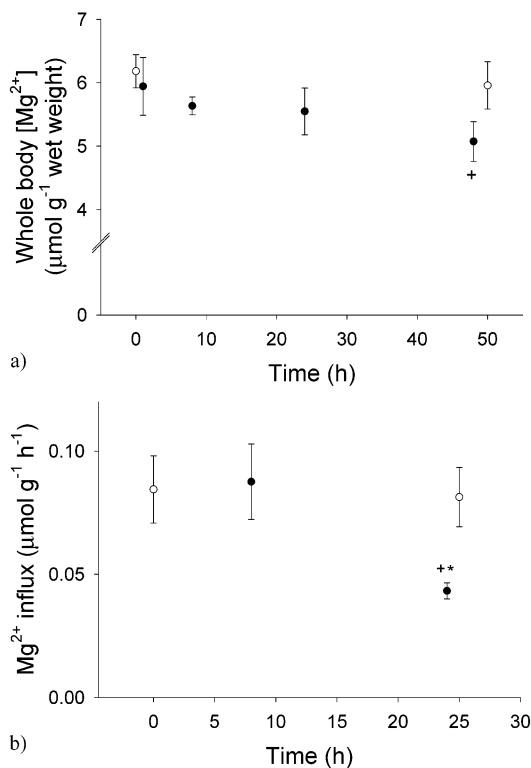 Whole body [Mg²⁺]
(μmol g⁻¹ wet weight)
7
6
5
4
0
+
0 10 20 30 40 50
Time (h)
a)
Mg²⁺ influx (μmol g⁻¹ h⁻¹)
0.10
0.05
0.00
+ *
0 5 10 15 20 25 30
Time (h)
b)